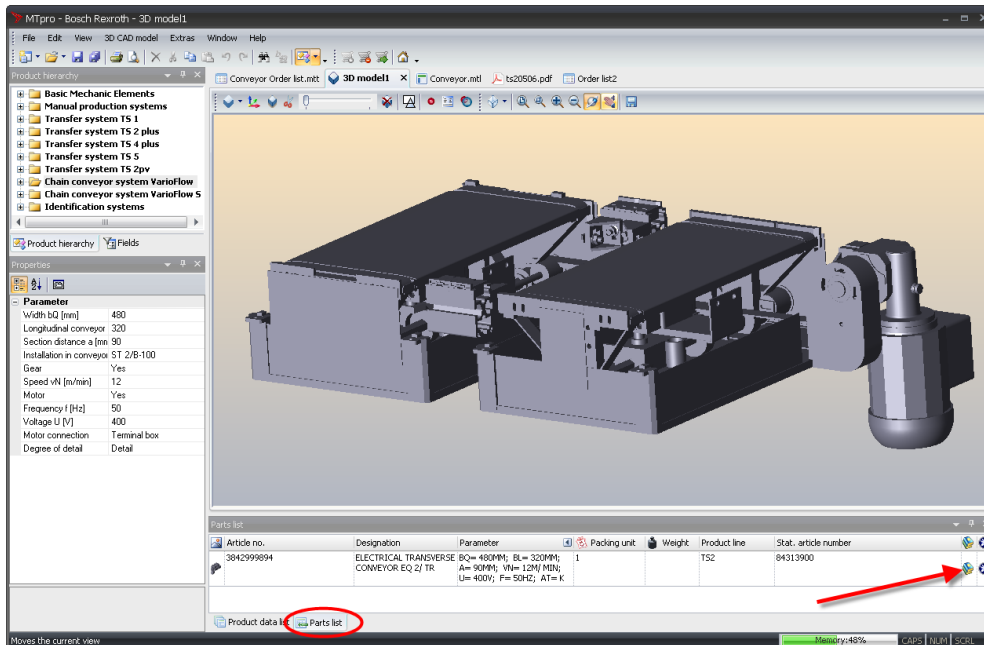 MTpro - Bosch Rexroth - 3D model1
File Edit View 3D CAD model Extras Window Help
Product hierarchy
Conveyor Order list.mtt 3D model1 Conveyor.mtl ts20506.pdf Order list2
Basic Mechanic Elements
Manual production systems
Transfer system TS 1
Transfer system TS 2 plus
Transfer system TS 4 plus
Transfer system TS 5
Transfer system TS 2pv
Chain conveyor system VarioFlow
Chain conveyor system VarioFlow S
Identification systems
Product hierarchy Fields
Properties
Parameter
Width bQ [mm] 480
Longitudinal conveyor 320
Section distance a [mm 90
Installation in conveyor ST 2/B-100
Gear Yes
Speed vN [m/min] 12
Motor Yes
Frequency f [Hz] 50
Voltage U [V] 400
Motor connection Terminal box
Degree of detail Detail
Parts list
Article no. Designation Parameter Packing unit Weight Product line Stat. article number
3842999894 ELECTRICAL TRANSVERSE BQ= 480MM; BL= 320MM; 1 TS2 84313900
CONVEYOR EQ 2/ TR A= 90MM; VN= 12M/ MIN;
U= 400V; F= 50HZ; AT= K
Product data list Parts list
Moves the current view Memory:48% CAPS NUM SCRL